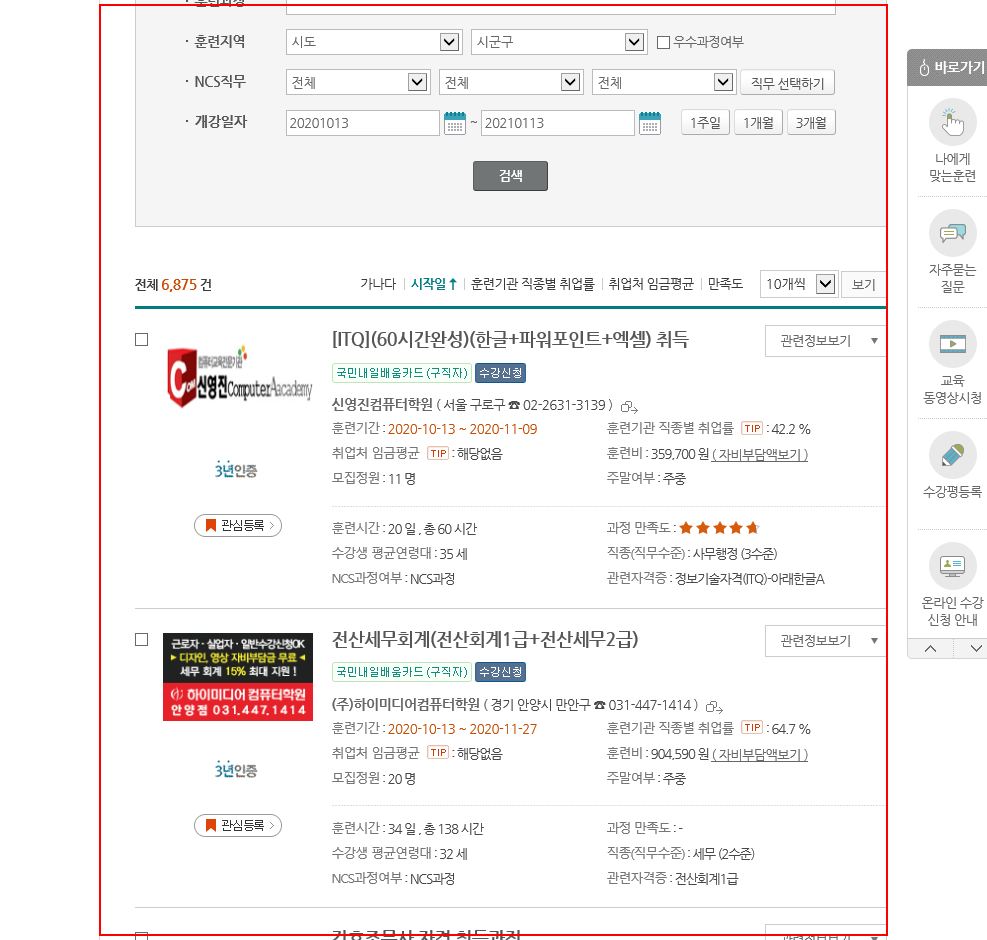 · 훈련지역 시도 시군구 우수과정여부
· NCS직무 전체 전체 전체 직무 선택하기
· 개강일자 20201013 ~ 20210113 1주일 1개월 3개월
검색
전체 6,875 건 가나다 시작일↑ 훈련기관 직종별 취업률 취업처 임금평균 만족도 10개씩 보기
[ITQ](60시간완성)(한글+파워포인트+엑셀) 취득 관련정보보기 ▼
국민내일배움카드(구직자) 수강신청
컴퓨터교육전문기관
신영진ComputerAacademy
신영진컴퓨터학원 ( 서울 구로구 ☎ 02-2631-3139 )
훈련기간 : 2020-10-13 ~ 2020-11-09 훈련기관 직종별 취업률 TIP : 42.2 %
취업처 임금평균 TIP : 해당없음 훈련비 : 359,700 원 ( 자비부담액보기 )
3년인증
모집정원 : 11 명 주말여부 : 주중
관심등록
훈련시간 : 20 일 , 총 60 시간 과정 만족도 : ★★★★★
수강생 평균연령대 : 35 세 직종(직무수준) : 사무행정 (3수준)
NCS과정여부 : NCS과정 관련자격증 : 정보기술자격(ITQ)-아래한글A
전산세무회계(전산회계1급+전산세무2급) 관련정보보기 ▼
국민내일배움카드(구직자) 수강신청
근로자 · 실업자 · 일반수강신청OK
▶ 디자인, 영상 자비부담금 무료 ◀
세무 회계 15% 최대 지원 !
하이미디어컴퓨터학원
안양점 031.447.1414
(주)하이미디어컴퓨터학원 ( 경기 안양시 만안구 ☎ 031-447-1414 )
훈련기간 : 2020-10-13 ~ 2020-11-27 훈련기관 직종별 취업률 TIP : 64.7 %
취업처 임금평균 TIP : 해당없음 훈련비 : 904,590 원 ( 자비부담액보기 )
3년인증
모집정원 : 20 명 주말여부 : 주중
관심등록
훈련시간 : 34 일 , 총 138 시간 과정 만족도 : -
수강생 평균연령대 : 32 세 직종(직무수준) : 세무 (2수준)
NCS과정여부 : NCS과정 관련자격증 : 전산회계1급
바로가기
나에게
맞는훈련
자주묻는
질문
교육
동영상시청
수강평등록
온라인 수강
신청 안내